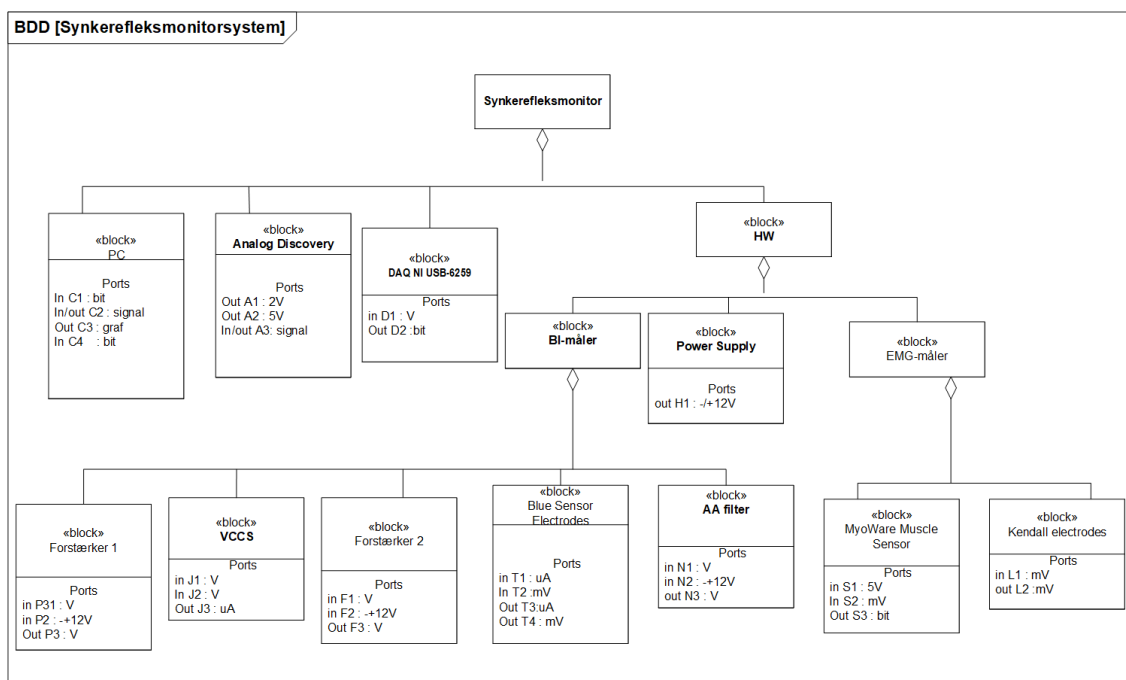 BDD [Synkerefleksmonitorsystem]
Synkerefleksmonitor
«block»
PC
Ports
In C1 : bit
In/out C2 : signal
Out C3 : graf
In C4 : bit
«block»
Analog Discovery
Ports
Out A1 : 2V
Out A2 : 5V
In/out A3: signal
«block»
DAQ NI USB-6259
Ports
in D1 : V
Out D2 :bit
«block»
HW
«block»
BI-måler
«block»
Power Supply
Ports
out H1 : -/+12V
«block»
EMG-måler
«block»
Forstærker 1
Ports
in P31 : V
in P2 : -+12V
Out P3 : V
«block»
VCCS
Ports
in J1 : V
In J2 : V
Out J3 : uA
«block»
Forstærker 2
Ports
in F1 : V
in F2 : -+12V
Out F3 : V
«block»
Blue Sensor
Electrodes
Ports
in T1 : uA
In T2 : mV
Out T3:uA
Out T4 : mV
«block»
AA filter
Ports
in N1 : V
in N2 : -+12V
out N3 : V
«block»
MyoWare Muscle
Sensor
Ports
in S1 : 5V
In S2 : mV
Out S3 : bit
«block»
Kendall electrodes
Ports
in L1 : mV
out L2 : mV